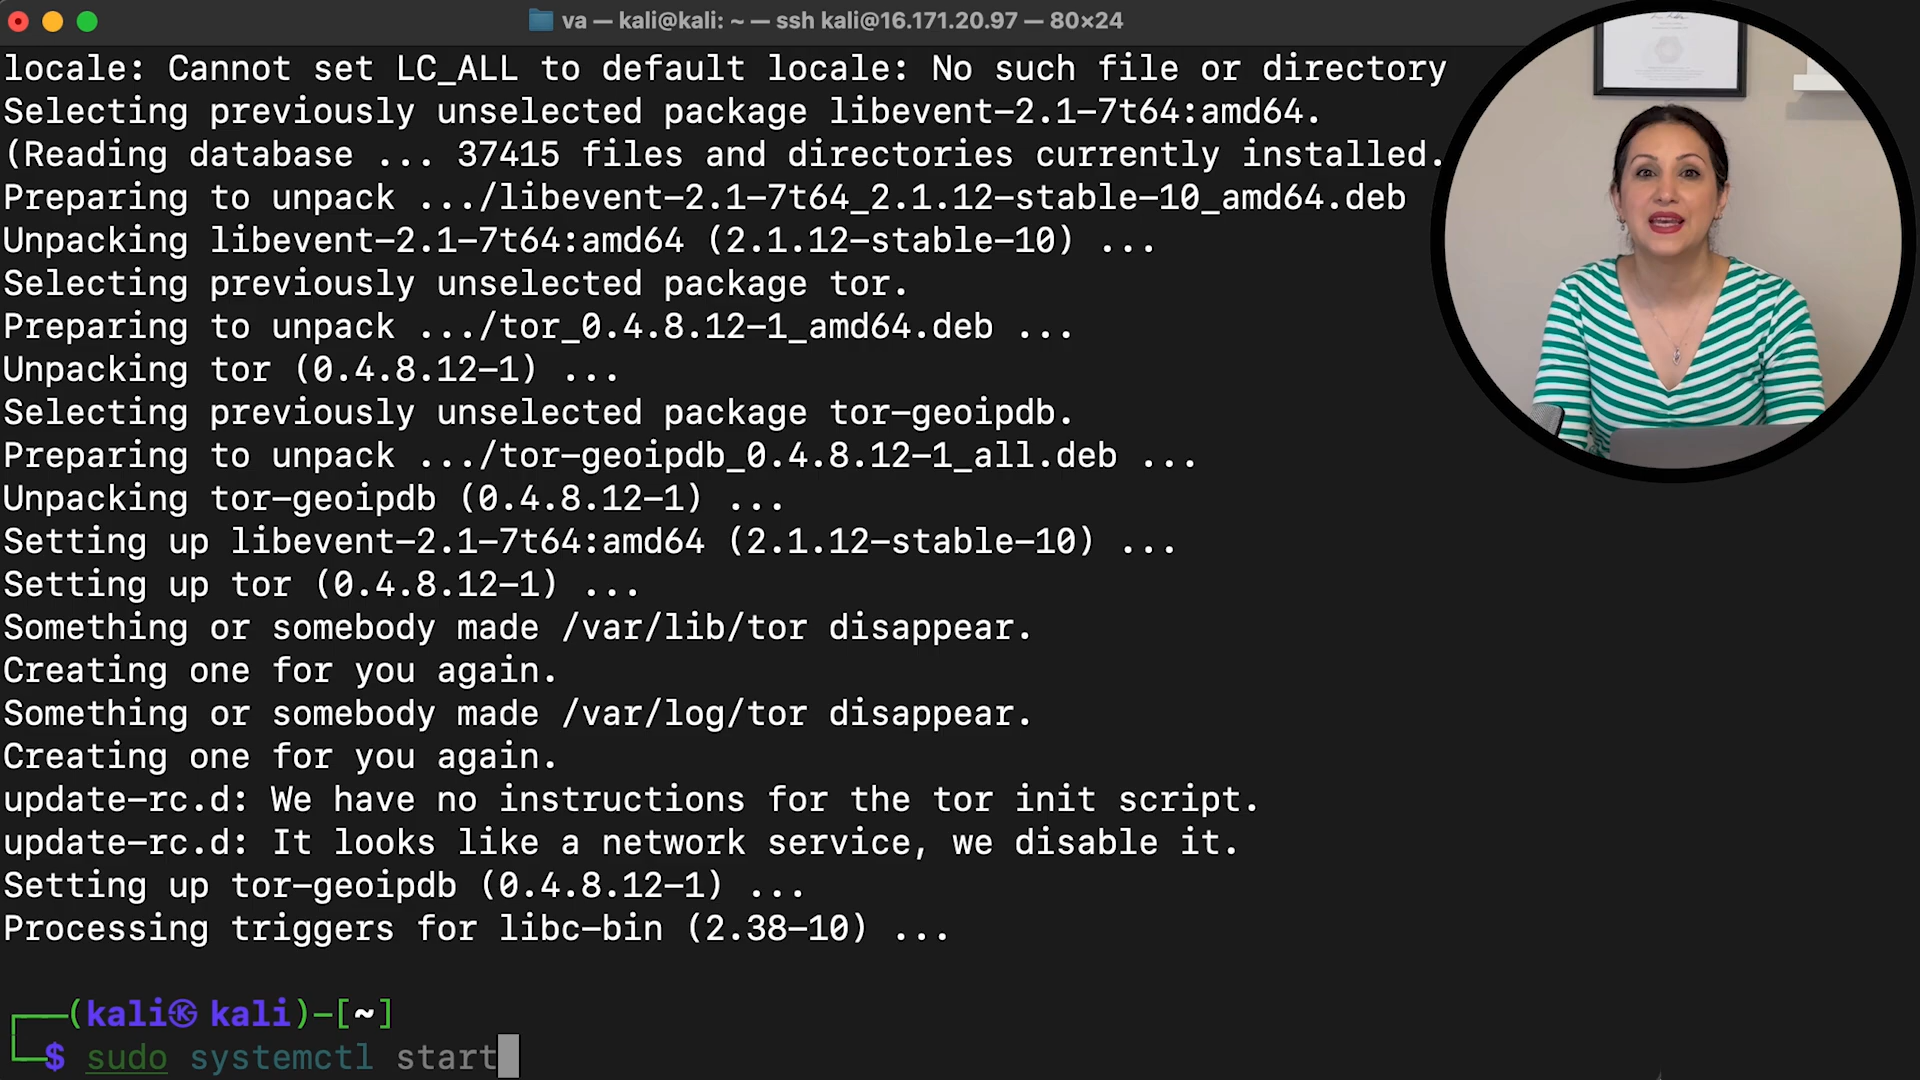 va — kali@kali: ~ — ssh kali@16.171.20.97 — 80×24
locale: Cannot set LC_ALL to default locale: No such file or directory
Selecting previously unselected package libevent-2.1-7t64:amd64.
(Reading database ... 37415 files and directories currently installed.
Preparing to unpack .../libevent-2.1-7t64_2.1.12-stable-10_amd64.deb
Unpacking libevent-2.1-7t64:amd64 (2.1.12-stable-10) ...
Selecting previously unselected package tor.
Preparing to unpack .../tor_0.4.8.12-1_amd64.deb ...
Unpacking tor (0.4.8.12-1) ...
Selecting previously unselected package tor-geoipdb.
Preparing to unpack .../tor-geoipdb_0.4.8.12-1_all.deb ...
Unpacking tor-geoipdb (0.4.8.12-1) ...
Setting up libevent-2.1-7t64:amd64 (2.1.12-stable-10) ...
Setting up tor (0.4.8.12-1) ...
Something or somebody made /var/lib/tor disappear.
Creating one for you again.
Something or somebody made /var/log/tor disappear.
Creating one for you again.
update-rc.d: We have no instructions for the tor init script.
update-rc.d: It looks like a network service, we disable it.
Setting up tor-geoipdb (0.4.8.12-1) ...
Processing triggers for libc-bin (2.38-10) ...
┌──(kali㉿kali)-[~]
└─$ sudo systemctl start